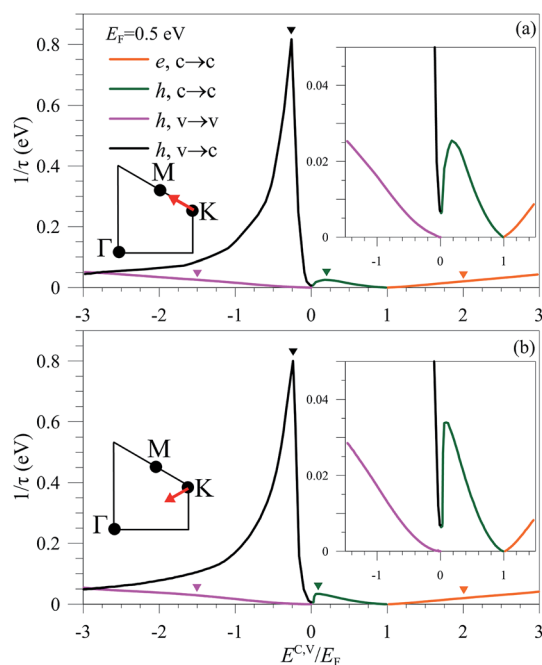 (a)
E_F=0.5 eV
e, c→c
h, c→c
h, v→v
h, v→c
M
K
Γ
1/τ (eV)
0.8
0.6
0.4
0.2
0
-3 -2 -1 0 1 2 3
0.04
0.02
0
-1 0 1
(b)
M
K
Γ
1/τ (eV)
0.8
0.6
0.4
0.2
0
-3 -2 -1 0 1 2 3
0.04
0.02
0
-1 0 1
E^{C,V}/E_F